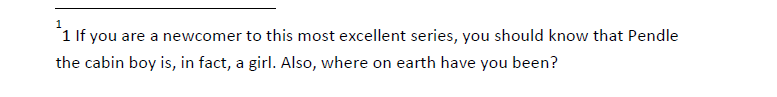 1 1 If you are a newcomer to this most excellent series, you should know that Pendle
the cabin boy is, in fact, a girl. Also, where on earth have you been?